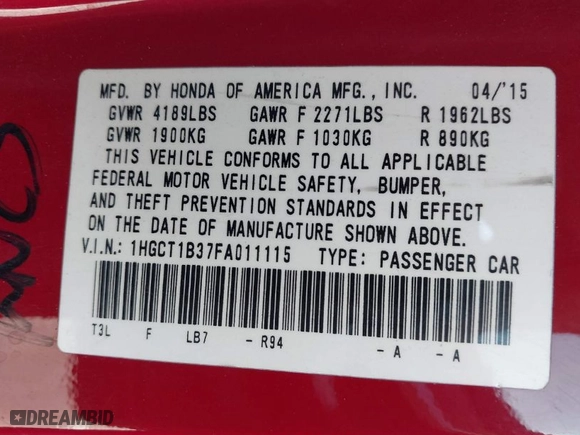 MFD. BY HONDA OF AMERICA MFG., INC. 04/'15
GVWR 4189LBS GAWR F 2271LBS R 1962LBS
GVWR 1900KG GAWR F 1030KG R 890KG
THIS VEHICLE CONFORMS TO ALL APPLICABLE
FEDERAL MOTOR VEHICLE SAFETY, BUMPER,
AND THEFT PREVENTION STANDARDS IN EFFECT
ON THE DATE OF MANUFACTURE SHOWN ABOVE.
V.I.N.: 1HGCT1B37FA011115 TYPE: PASSENGER CAR
T3L F LB7 - R94 - A - A
DREAMBID